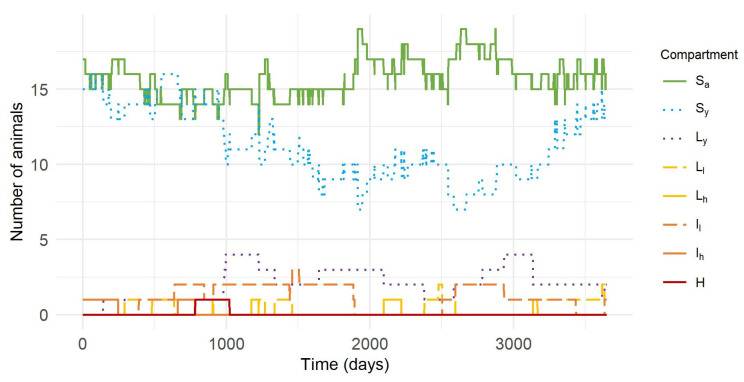 Number of animals
15
10
5
0
0
1000
2000
3000
Time (days)
Compartment
Sa
Sy
Ly
Ll
Lh
Il
Ih
H